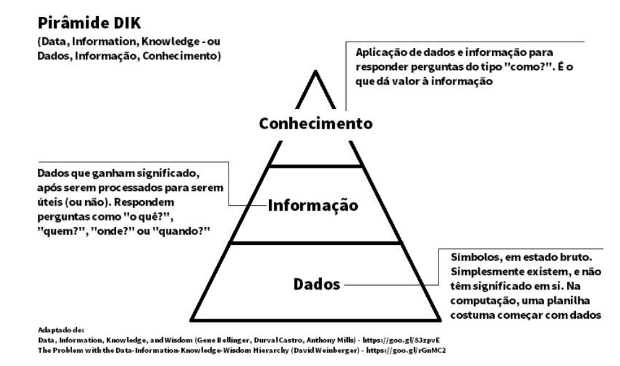 Pirâmide DIK
(Data, Information, Knowledge - ou
Dados, Informação, Conhecimento)
Aplicação de dados e informação para
responder perguntas do tipo "como?". É o
que dá valor à informação
Conhecimento
Dados que ganham significado,
após serem processados para serem
úteis (ou não). Respondem
perguntas como "o quê?",
"quem?", "onde?" ou "quando?"
Informação
Símbolos, em estado bruto.
Simplesmente existem, e não
têm significado em si. Na
computação, uma planilha
costuma começar com dados
Dados
Adaptado de:
Data, Information, Knowledge, and Wisdom (Gene Bellinger, Durval Castro, Anthony Mills) - https://goo.gl/83zpvE
The Problem with the Data-Information-Knowledge-Wisdom Hierarchy (David Weinberger) - https://goo.gl/rGnMC2